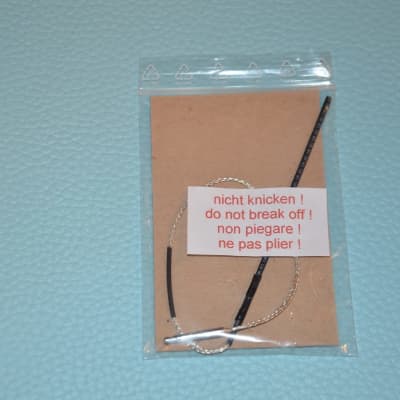 nicht knicken !
do not break off !
non piegare !
ne pas plier !